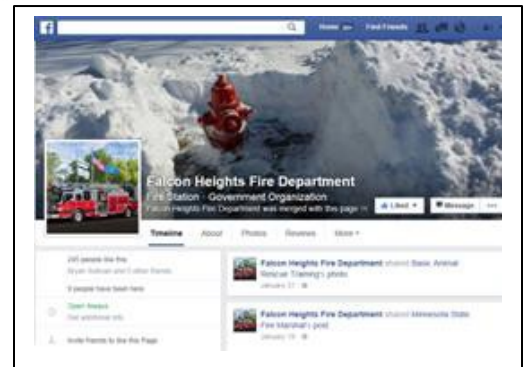 f
Home
Find Friends
Falcon Heights Fire Department
Fire Station · Government Organization
Falcon Heights Fire Department was merged with this page
Liked
Message
Timeline
About
Photos
Reviews
More
people like this
people have been here
Open Always
Get additional info
Invite friends to like this Page
Falcon Heights Fire Department shared Basic Animal
Rescue Training's photo
January
Falcon Heights Fire Department shared Minnesota State
Fire Marshal's post
January